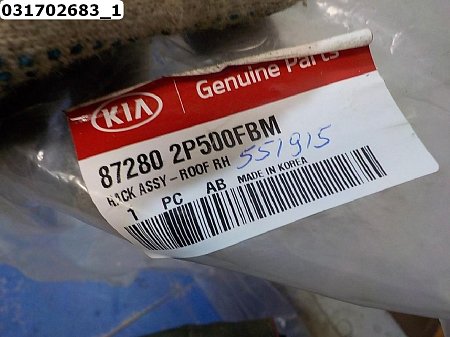 031702683_1
KIA
Genuine Parts
87280 2P500FBM
RACK ASSY-ROOF RH
551915
1 PC AB MADE IN KOREA